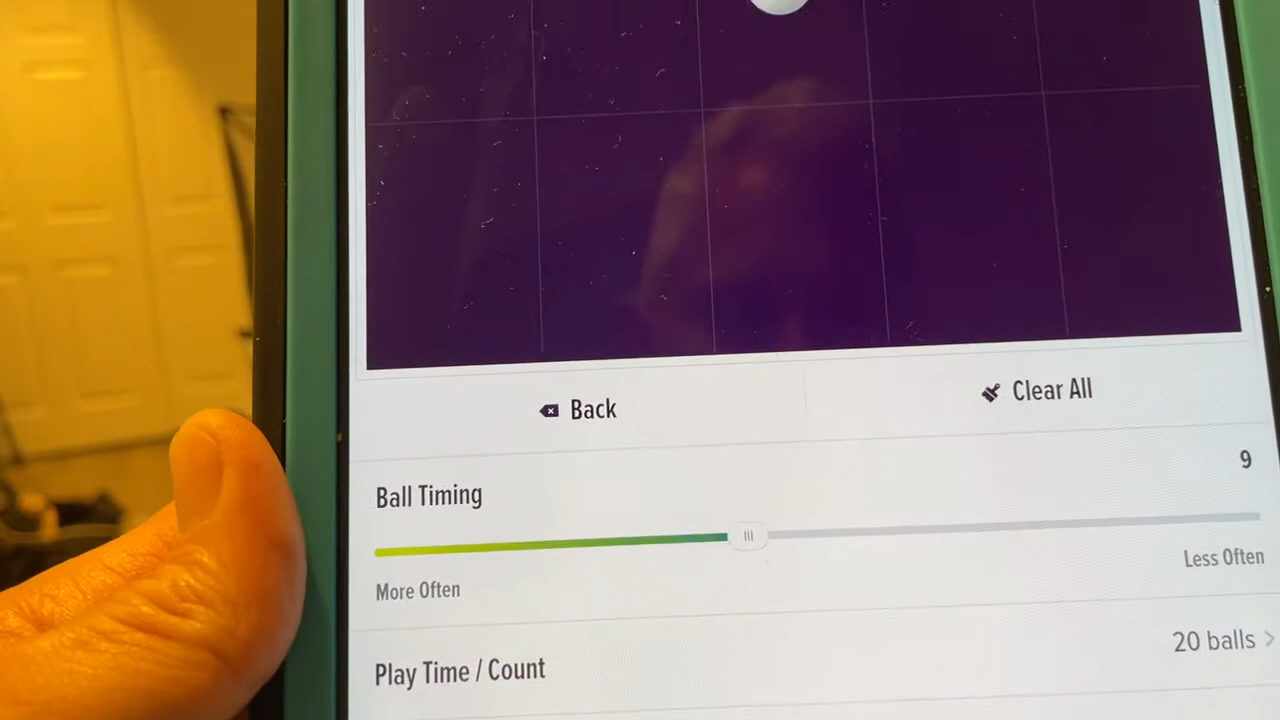 Back
Clear All
Ball Timing
9
More Often
Less Often
Play Time / Count
20 balls